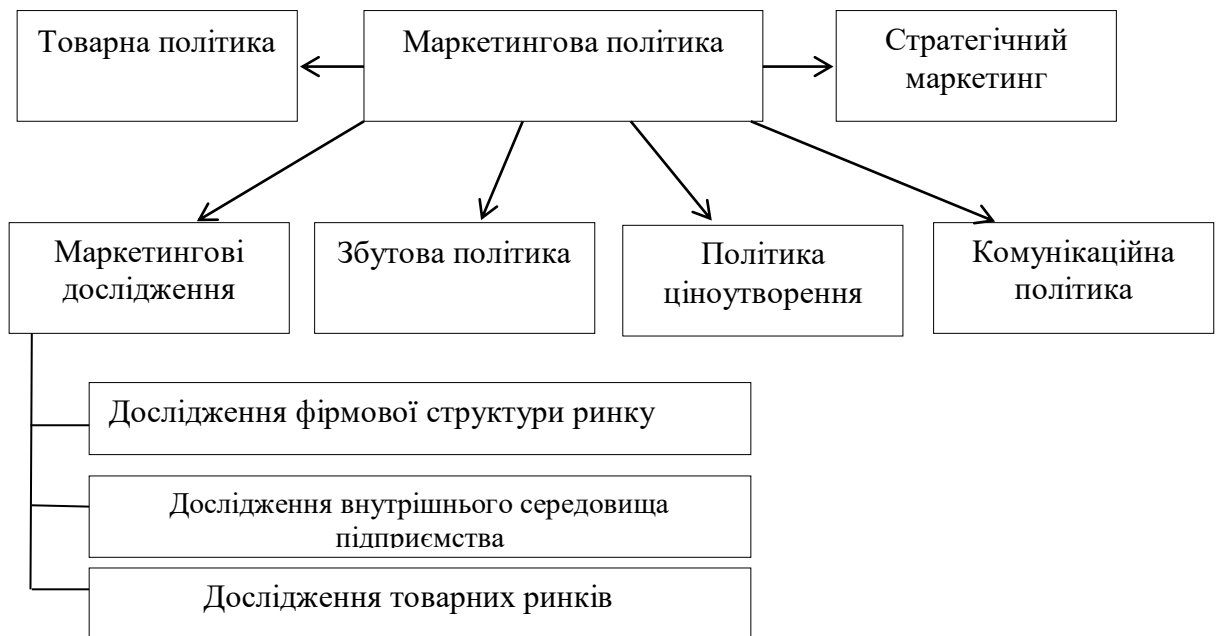 Товарна політика
Маркетингова політика
Стратегічний
маркетинг
Маркетингові
дослідження
Збутова політика
Політика
ціноутворення
Комунікаційна
політика
Дослідження фірмової структури ринку
Дослідження внутрішнього середовища
підприємства
Дослідження товарних ринків